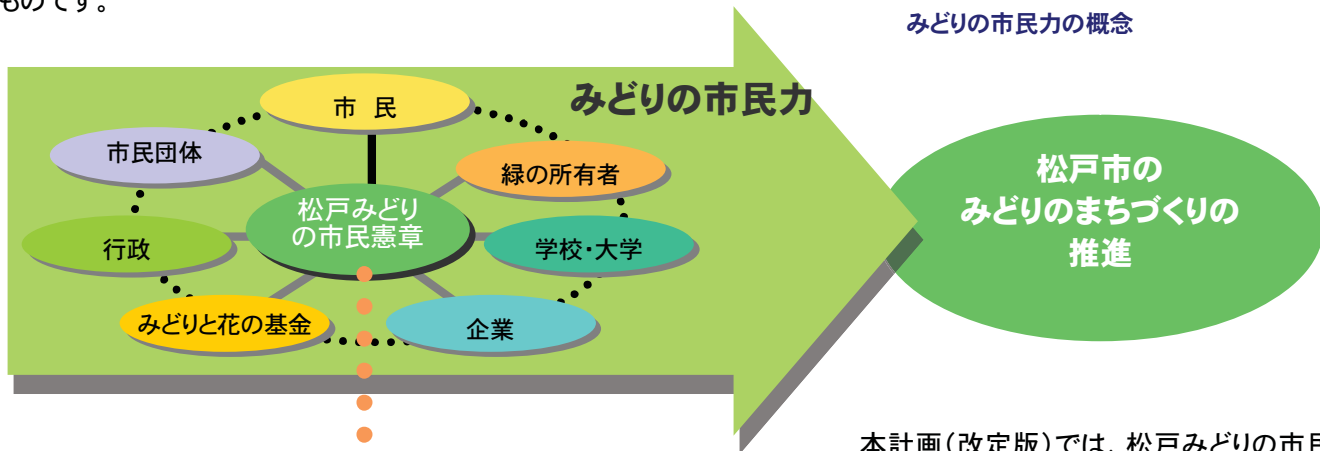 ものです。
みどりの市民力の概念
みどりの市民力
市 民
市民団体
緑の所有者
松戸みどり
の市民憲章
行政
学校・大学
みどりと花の基金
企業
松戸市の
みどりのまちづくりの
推進
本計画(改定版)では、松戸みどりの市民